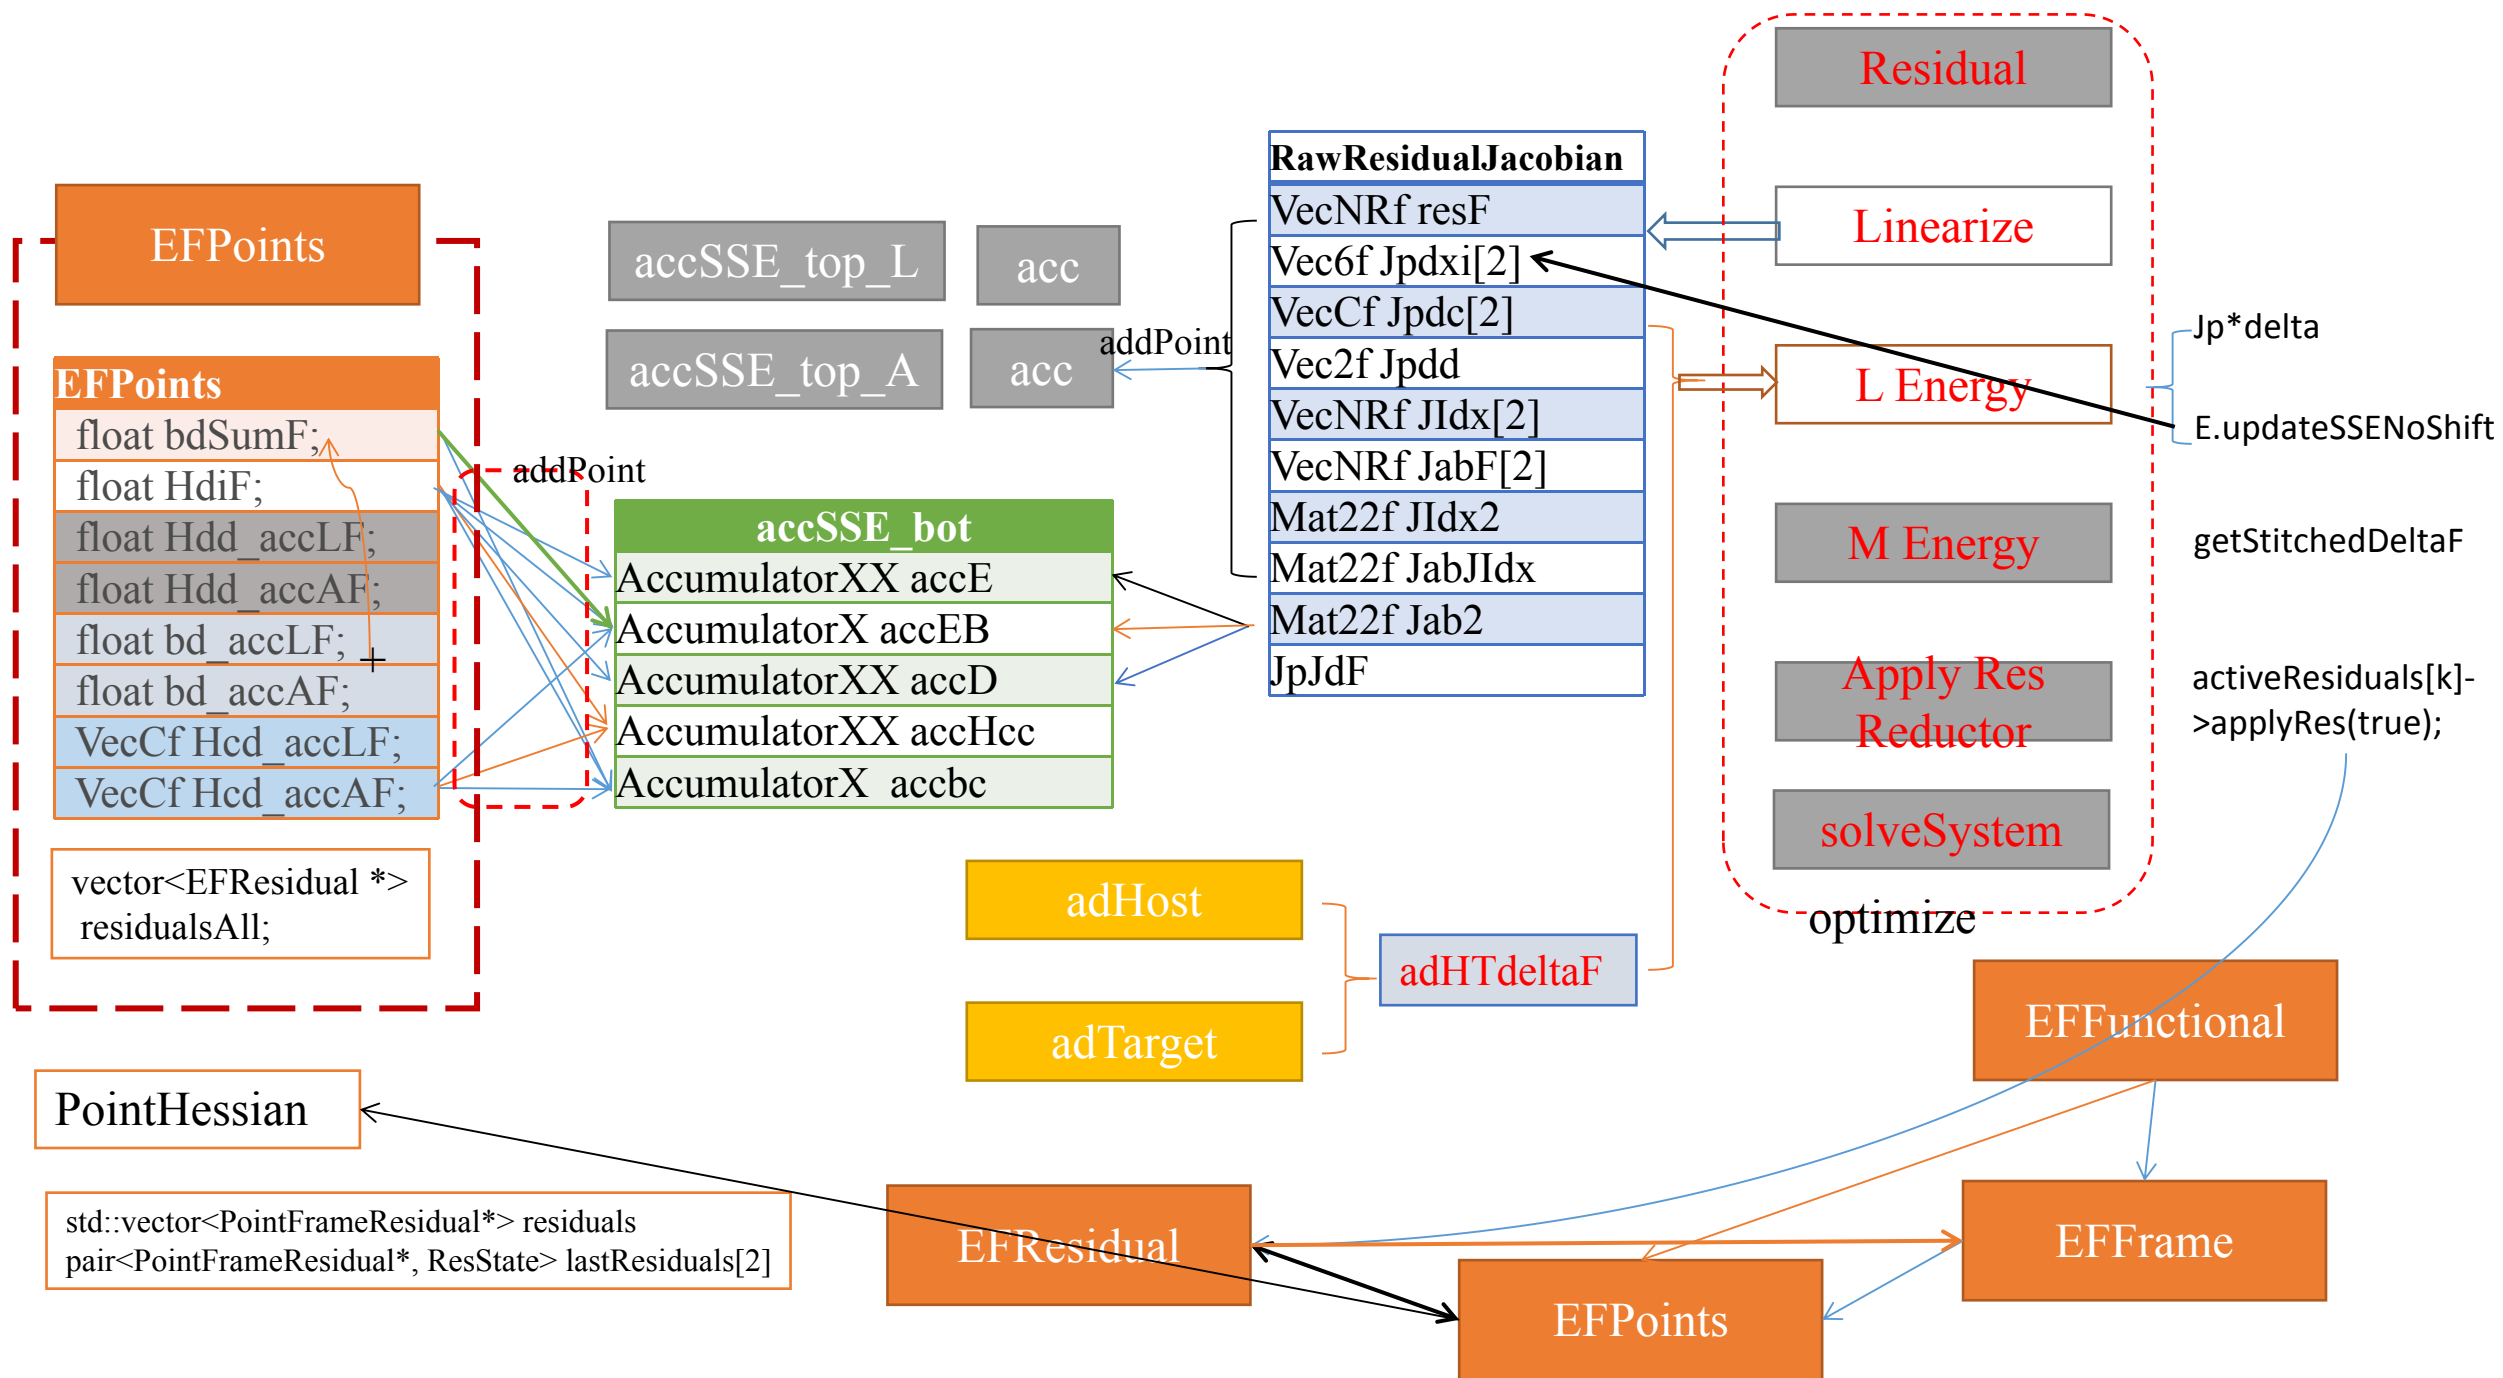 EFPoints
EFPoints
float bdSumF;
float HdiF;
float Hdd_accLF;
float Hdd_accAF;
float bd_accLF;
+
float bd_accAF;
VecCf Hcd_accLF;
VecCf Hcd_accAF;
vector<EFResidual *>
residualsAll;
PointHessian
std::vector<PointFrameResidual*> residuals
pair<PointFrameResidual*, ResState> lastResiduals[2]
accSSE_top_L
acc
accSSE_top_A
acc
addPoint
addPoint
accSSE_bot
AccumulatorXX accE
AccumulatorX accEB
AccumulatorXX accD
AccumulatorXX accHcc
AccumulatorX accbc
RawResidualJacobian
VecNRf resF
Vec6f Jpdxi[2]
VecCf Jpdc[2]
Vec2f Jpdd
VecNRf JIdx[2]
VecNRf JabF[2]
Mat22f JIdx2
Mat22f JabJIdx
Mat22f Jab2
JpJdF
adHost
adTarget
adHTdeltaF
Residual
Linearize
L Energy
M Energy
Apply Res
Reductor
solveSystem
optimize
Jp*delta
E.updateSSENoShift
getStitchedDeltaF
activeResiduals[k]-
>applyRes(true);
EFFunctional
EFResidual
EFPoints
EFFrame